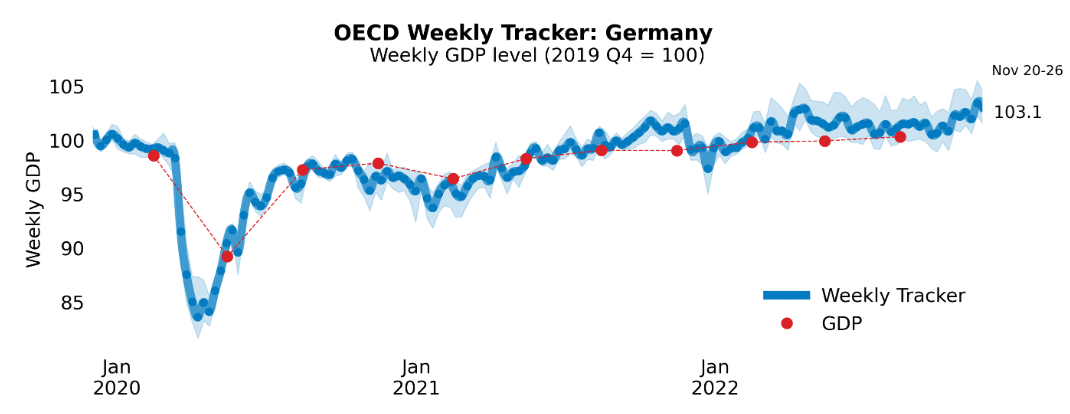 OECD Weekly Tracker: Germany
Weekly GDP level (2019 Q4 = 100)
Nov 20-26
103.1
105
100
95
90
85
Weekly GDP
Weekly Tracker
GDP
Jan
2020
Jan
2021
Jan
2022